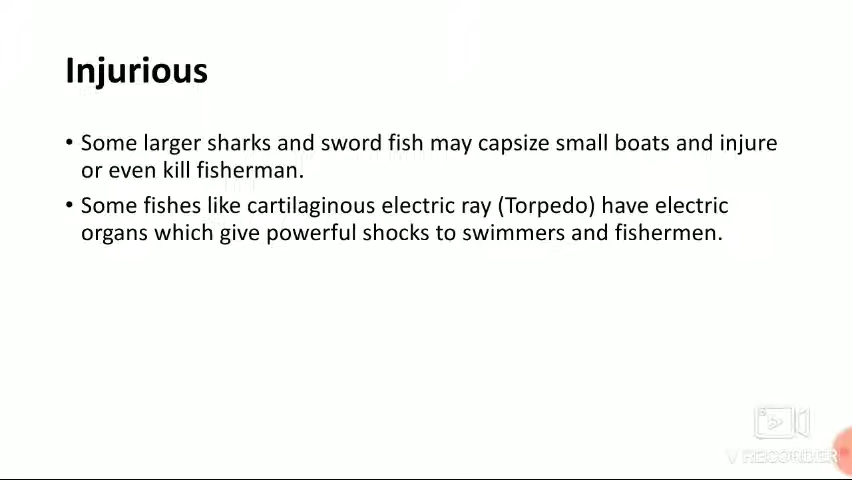 Injurious
• Some larger sharks and sword fish may capsize small boats and injure
or even kill fisherman.
• Some fishes like cartilaginous electric ray (Torpedo) have electric
organs which give powerful shocks to swimmers and fishermen.
V RECORDER